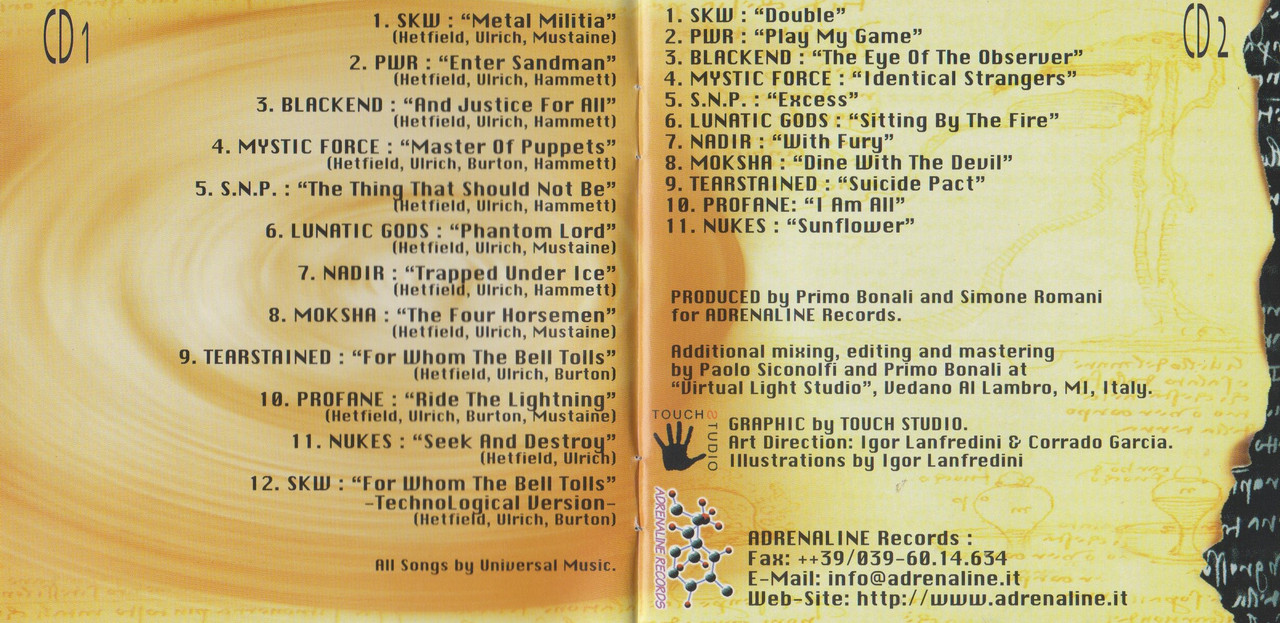 CD 1
1. SKW : “Metal Militia”
(Hetfield, Ulrich, Mustaine)
2. PWR : “Enter Sandman”
(Hetfield, Ulrich, Hammett)
3. BLACKEND : “And Justice For All”
(Hetfield, Ulrich, Hammett)
4. MYSTIC FORCE : “Master Of Puppets”
(Hetfield, Ulrich, Burton, Hammett)
5. S.N.P. : “The Thing That Should Not Be”
(Hetfield, Ulrich, Hammett)
6. LUNATIC GODS : “Phantom Lord”
(Hetfield, Ulrich, Mustaine)
7. NADIR : “Trapped Under Ice”
(Hetfield, Ulrich, Hammett)
8. MOKSHA : “The Four Horsemen”
(Hetfield, Ulrich, Mustaine)
9. TEARSTAINED : “For Whom The Bell Tolls”
(Hetfield, Ulrich, Burton)
10. PROFANE : “Ride The Lightning”
(Hetfield, Ulrich, Burton, Mustaine)
11. NUKES : “Seek And Destroy”
(Hetfield, Ulrich)
12. SKW : “For Whom The Bell Tolls”
-TechnoLogical Version-
(Hetfield, Ulrich, Burton)
All Songs by Universal Music.
CD 2
1. SKW : “Double”
2. PWR : “Play My Game”
3. BLACKEND : “The Eye Of The Observer”
4. MYSTIC FORCE : “Identical Strangers”
5. S.N.P. : “Excess”
6. LUNATIC GODS : “Sitting By The Fire”
7. NADIR : “With Fury”
8. MOKSHA : “Dine With The Devil”
9. TEARSTAINED : “Suicide Pact”
10. PROFANE: “I Am All”
11. NUKES : “Sunflower”
PRODUCED by Primo Bonali and Simone Romani
for ADRENALINE Records.
Additional mixing, editing and mastering
by Paolo Siconolfi and Primo Bonali at
“Virtual Light Studio”, Vedano Al Lambro, MI, Italy.
TOUCH STUDIO
GRAPHIC by TOUCH STUDIO.
Art Direction: Igor Lanfredini & Corrado Garcia.
Illustrations by Igor Lanfredini
ADRENALINE RECORDS
ADRENALINE Records :
Fax: ++39/039-60.14.634
E-Mail: info@adrenaline.it
Web-Site: http://www.adrenaline.it